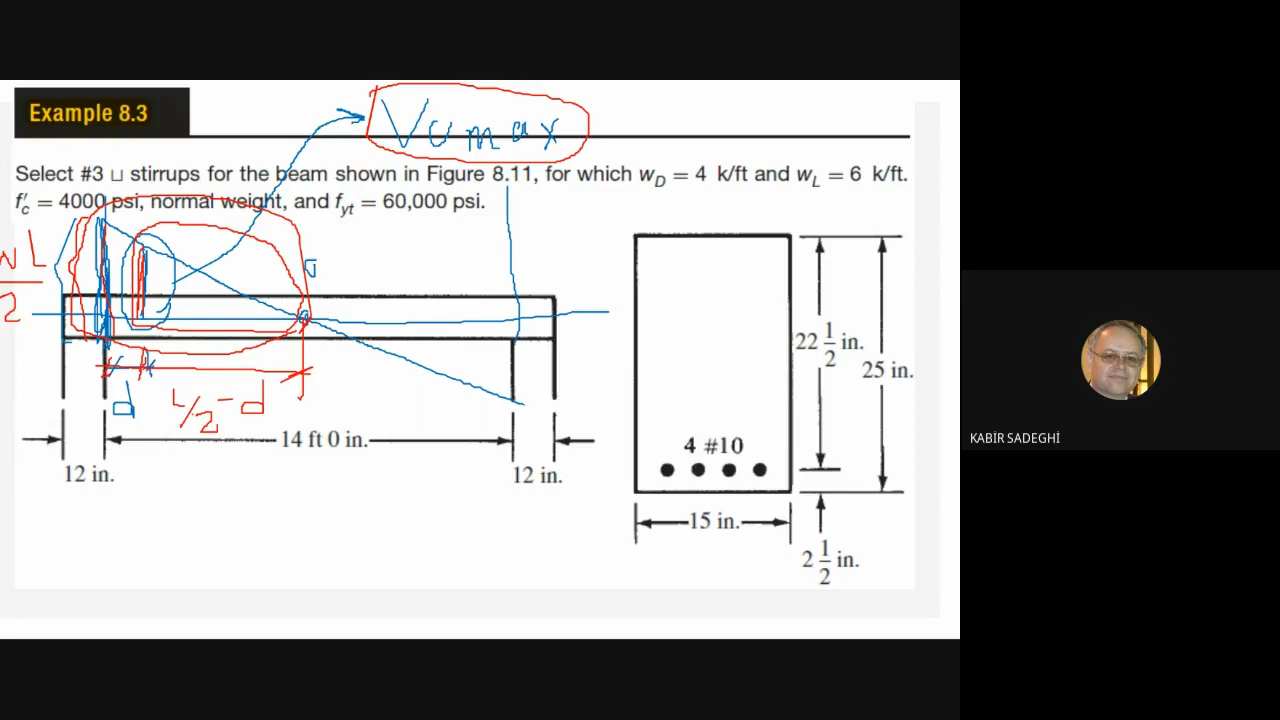 Example 8.3
Vu max
Select #3 ⊔ stirrups for the beam shown in Figure 8.11, for which w_D = 4 k/ft and w_L = 6 k/ft.
f'_c = 4000 psi, normal weight, and f_yt = 60,000 psi.
wL
2
22 1/2 in.
25 in.
d
L/2 - d
14 ft 0 in.
12 in.
12 in.
4 #10
15 in.
2 1/2 in.
KABİR SADEGHİ